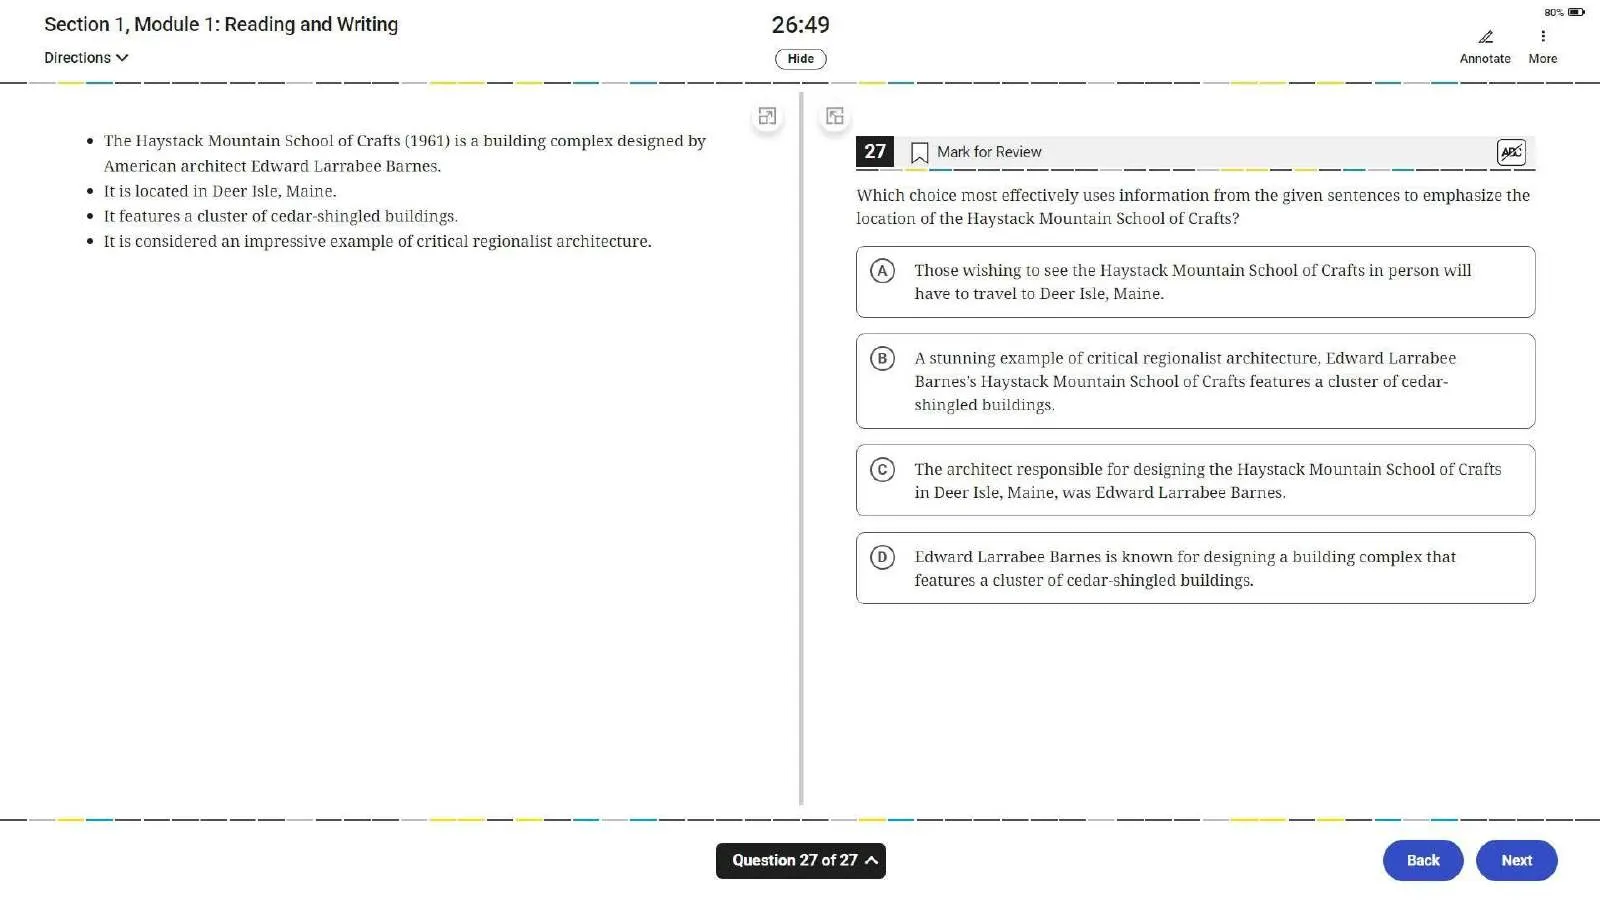 Section 1, Module 1: Reading and Writing
Directions
26:49
Hide
80%
Annotate
More
• The Haystack Mountain School of Crafts (1961) is a building complex designed by
American architect Edward Larrabee Barnes.
• It is located in Deer Isle, Maine.
• It features a cluster of cedar-shingled buildings.
• It is considered an impressive example of critical regionalist architecture.
27
Mark for Review
ABC
Which choice most effectively uses information from the given sentences to emphasize the
location of the Haystack Mountain School of Crafts?
A Those wishing to see the Haystack Mountain School of Crafts in person will
have to travel to Deer Isle, Maine.
B A stunning example of critical regionalist architecture, Edward Larrabee
Barnes's Haystack Mountain School of Crafts features a cluster of cedar-
shingled buildings.
C The architect responsible for designing the Haystack Mountain School of Crafts
in Deer Isle, Maine, was Edward Larrabee Barnes.
D Edward Larrabee Barnes is known for designing a building complex that
features a cluster of cedar-shingled buildings.
Question 27 of 27
Back
Next